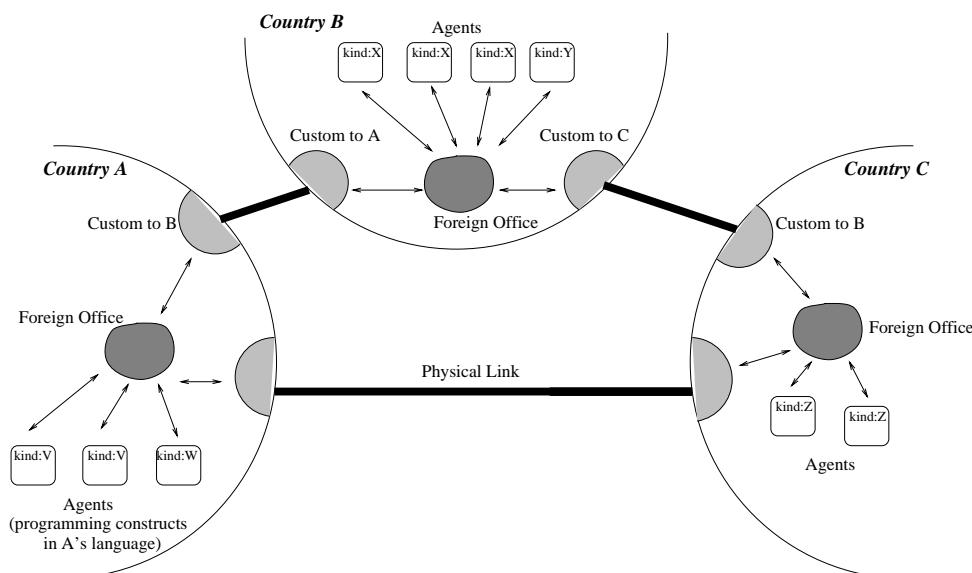 Country B
Agents
kind:X
kind:X
kind:X
kind:Y
Custom to A
Custom to C
Foreign Office
Country A
Custom to B
Foreign Office
Physical Link
kind:V
kind:V
kind:W
Agents
(programming constructs
in A's language)
Country C
Custom to B
Foreign Office
kind:Z
kind:Z
Agents